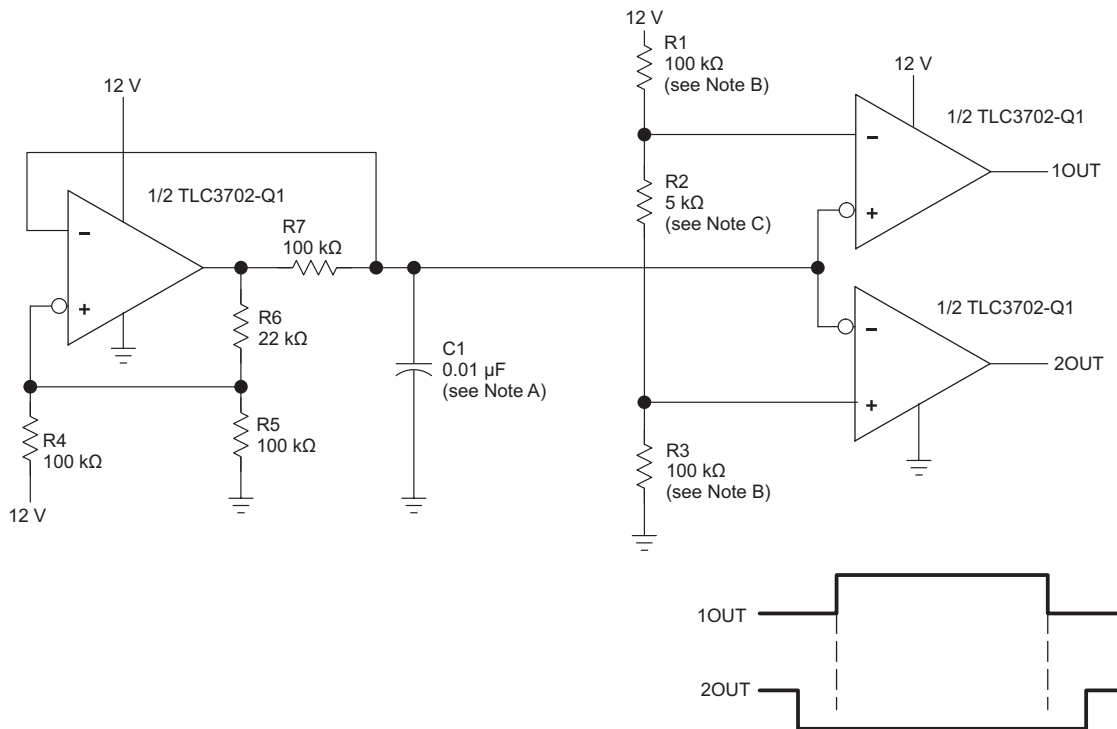 12 V
R1
100 kΩ
(see Note B)
12 V
12 V
1/2 TLC3702-Q1
−
1OUT
+
R2
5 kΩ
(see Note C)
1/2 TLC3702-Q1
−
+
R7
100 kΩ
1/2 TLC3702-Q1
−
2OUT
+
R6
22 kΩ
C1
0.01 µF
(see Note A)
R4
100 kΩ
R5
100 kΩ
R3
100 kΩ
(see Note B)
12 V
1OUT
2OUT